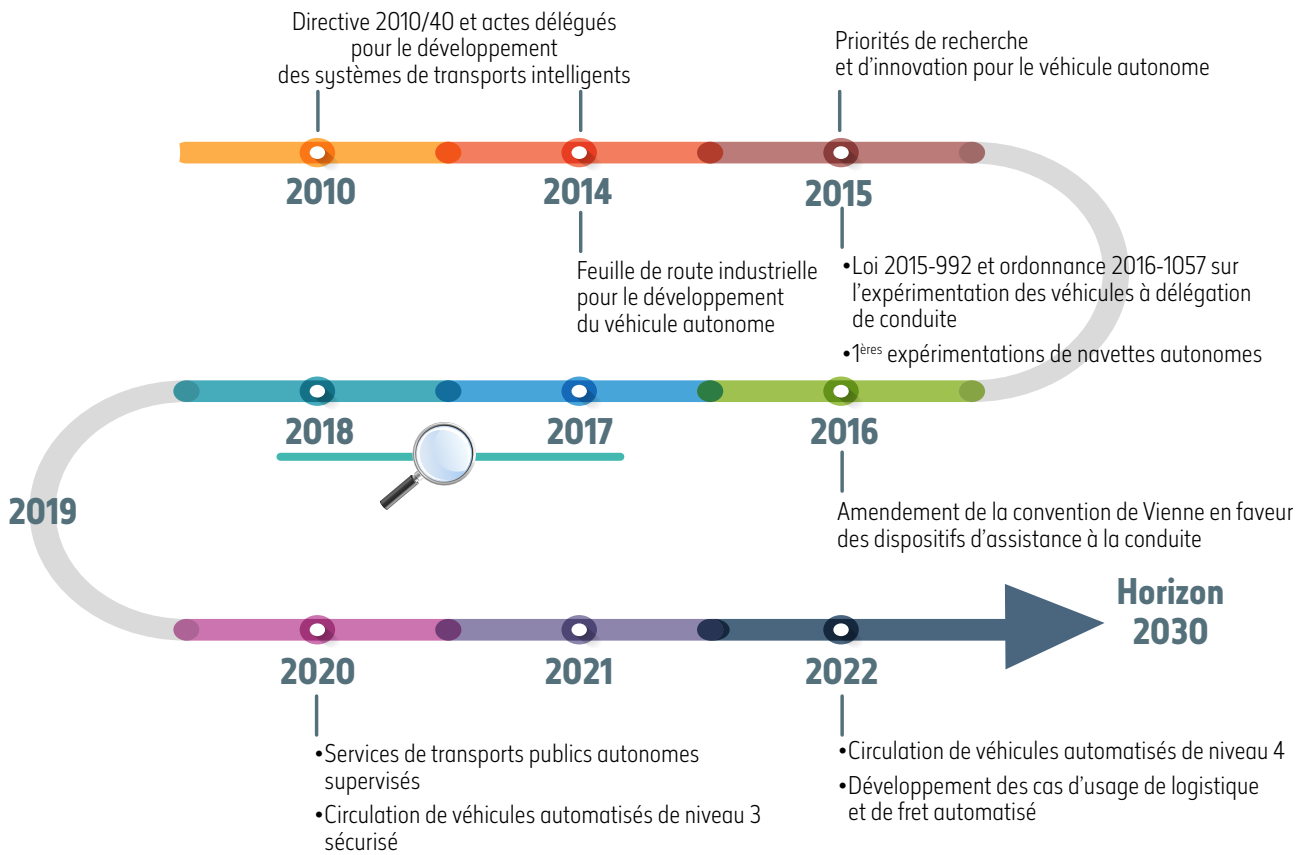 Directive 2010/40 et actes délégués
pour le développement
des systèmes de transports intelligents
Priorités de recherche
et d'innovation pour le véhicule autonome
2010
2014
2015
Feuille de route industrielle
pour le développement
du véhicule autonome
•Loi 2015-992 et ordonnance 2016-1057 sur
l'expérimentation des véhicules à délégation
de conduite
•1ères expérimentations de navettes autonomes
2018
2017
2016
2019
Amendement de la convention de Vienne en faveur
des dispositifs d'assistance à la conduite
Horizon
2030
2020
2021
2022
•Services de transports publics autonomes
supervisés
•Circulation de véhicules automatisés de niveau 3
sécurisé
•Circulation de véhicules automatisés de niveau 4
•Développement des cas d'usage de logistique
et de fret automatisé